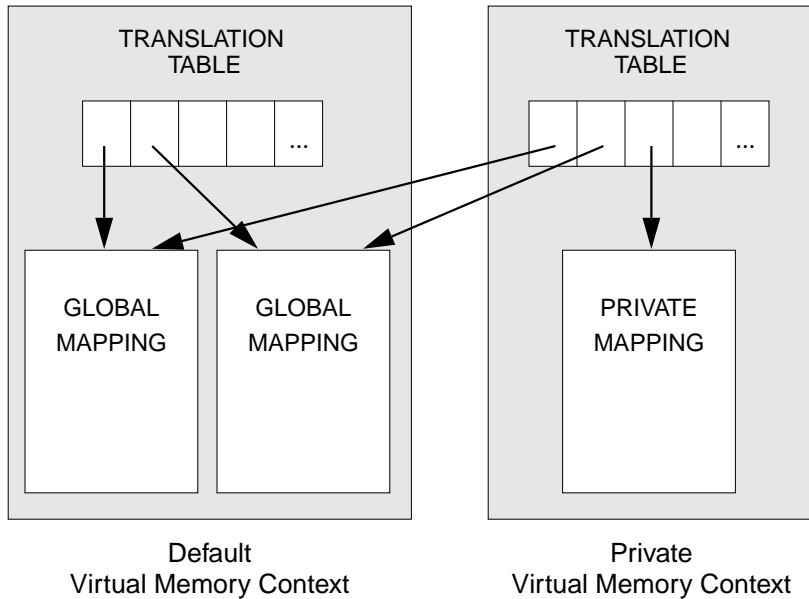 TRANSLATION
TABLE
...
GLOBAL
MAPPING
GLOBAL
MAPPING
Default
Virtual Memory Context
TRANSLATION
TABLE
...
PRIVATE
MAPPING
Private
Virtual Memory Context